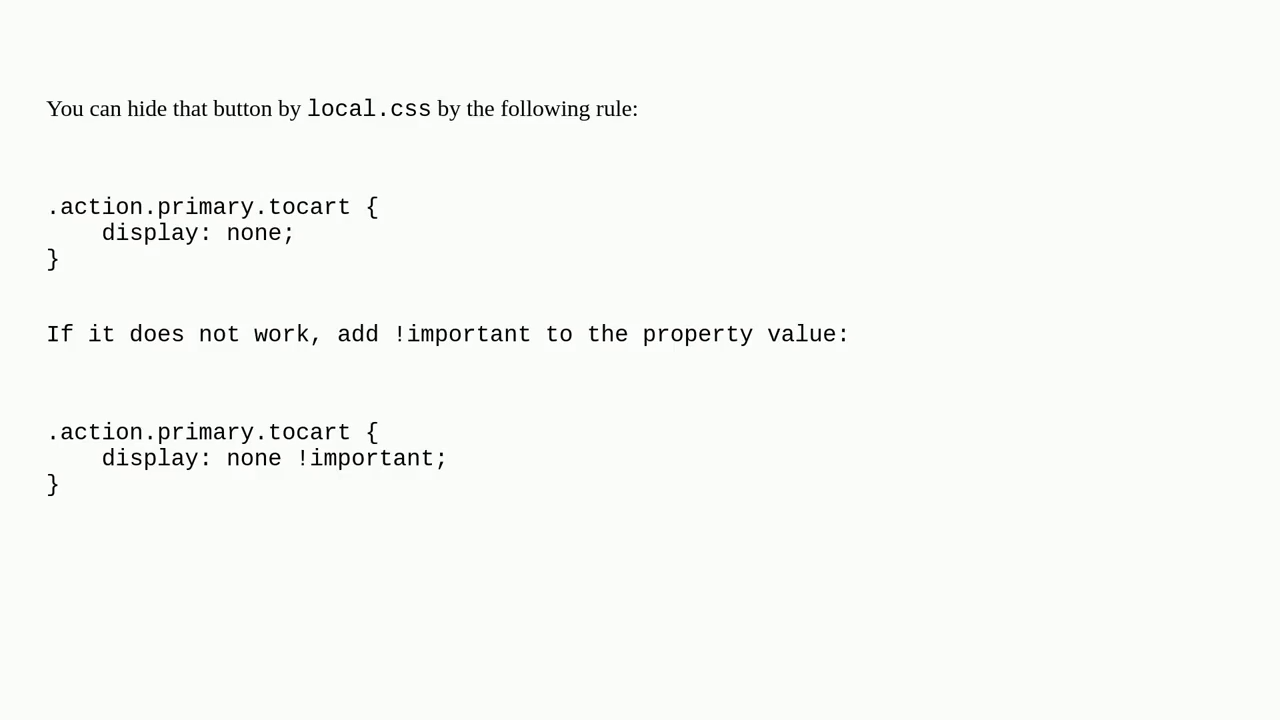 You can hide that button by local.css by the following rule:
.action.primary.tocart {
    display: none;
}
If it does not work, add !important to the property value:
.action.primary.tocart {
    display: none !important;
}